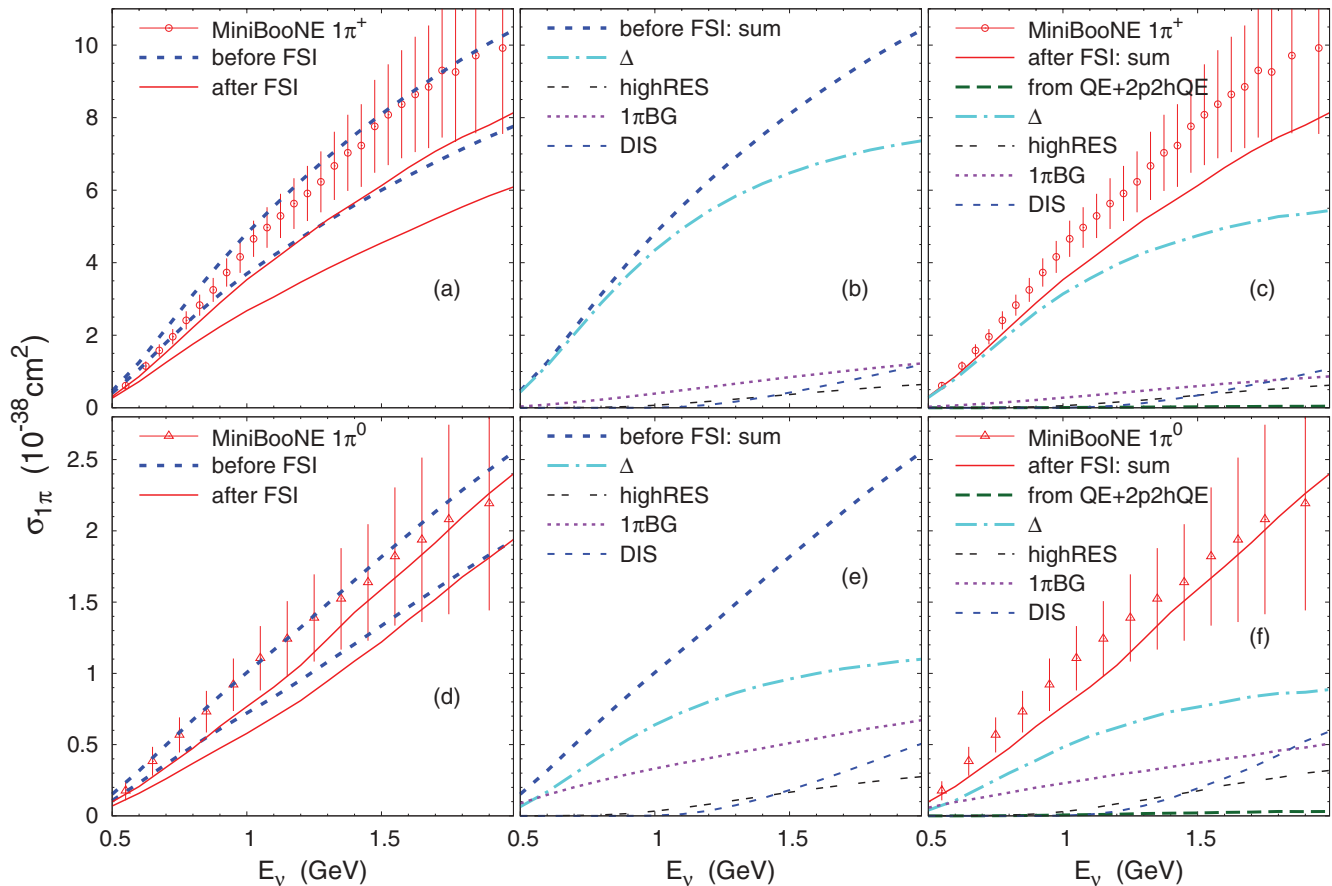 σ1π (10⁻³⁸cm²)
10
8
6
4
2
0
MiniBooNE 1π⁺
before FSI
after FSI
(a)
before FSI: sum
Δ
highRES
1πBG
DIS
(b)
MiniBooNE 1π⁺
after FSI: sum
from QE+2p2hQE
Δ
highRES
1πBG
DIS
(c)
2.5
2
1.5
1
0.5
0
MiniBooNE 1π⁰
before FSI
after FSI
(d)
before FSI: sum
Δ
highRES
1πBG
DIS
(e)
MiniBooNE 1π⁰
after FSI: sum
from QE+2p2hQE
Δ
highRES
1πBG
DIS
(f)
0.5 1 1.5 0.5 1 1.5 0.5 1 1.5
Eν (GeV) Eν (GeV) Eν (GeV)